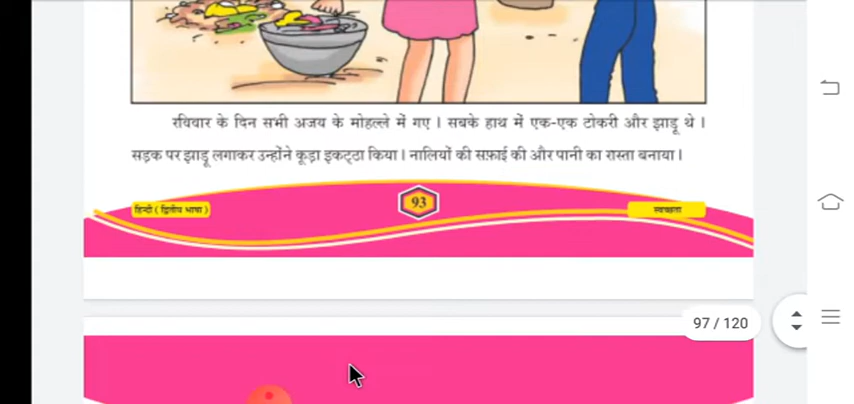 रविवार के दिन सभी अजय के मोहल्ले में गए । सबके हाथ में एक-एक टोकरी और झाड़ू थे ।
सड़क पर झाड़ू लगाकर उन्होंने कूड़ा इकट्ठा किया । नालियों की सफ़ाई की और पानी का रास्ता बनाया ।
हिन्दी ( द्वितीय भाषा )
93
स्वच्छता
97 / 120